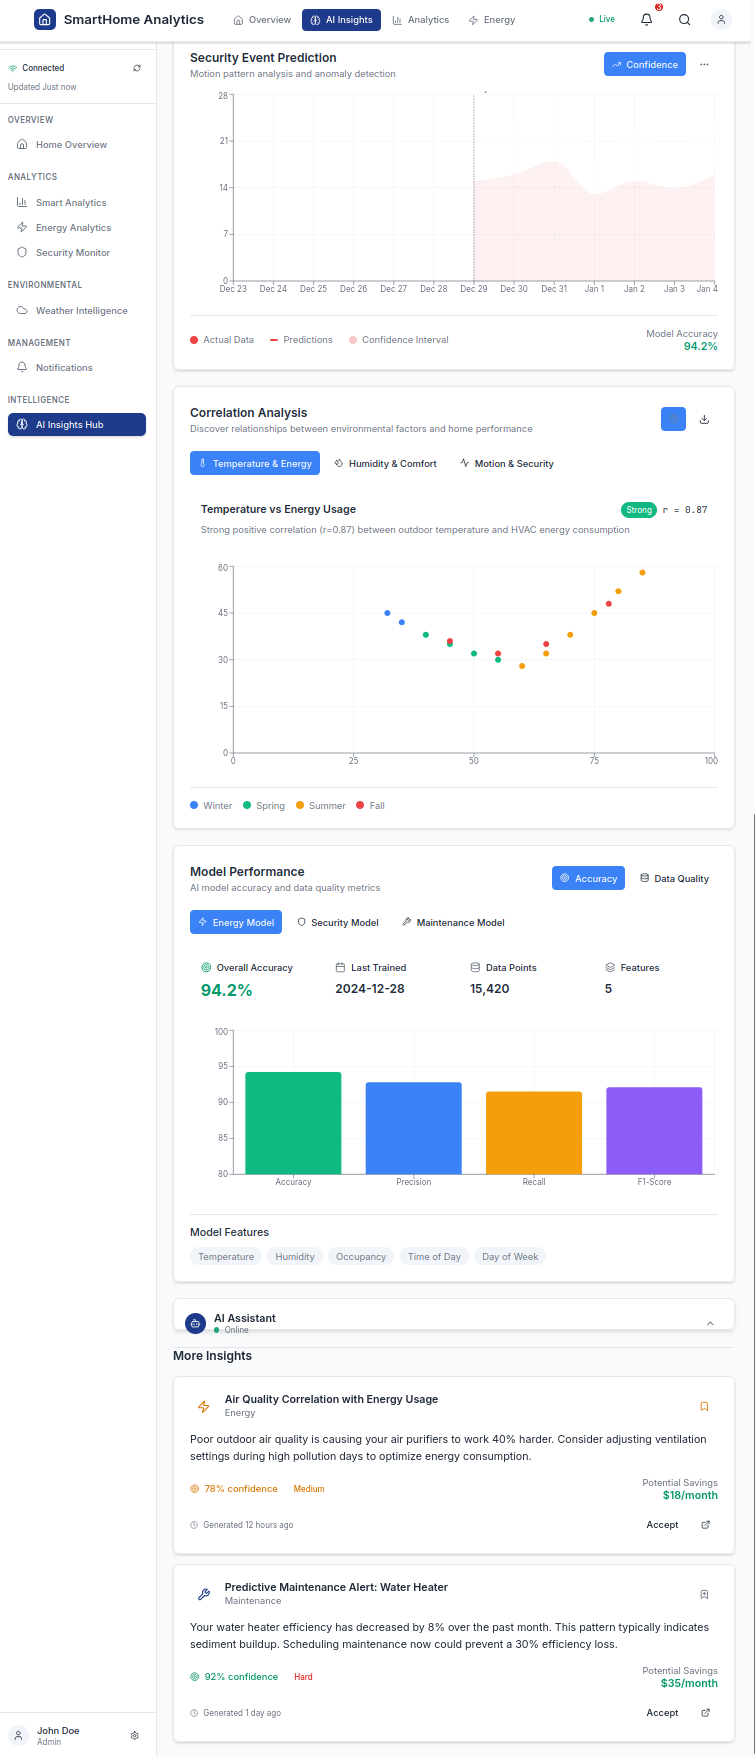 SmartHome Analytics
Overview
AI Insights
Analytics
Energy
Live
3
Connected
Updated Just now
OVERVIEW
Home Overview
ANALYTICS
Smart Analytics
Energy Analytics
Security Monitor
ENVIRONMENTAL
Weather Intelligence
MANAGEMENT
Notifications
INTELLIGENCE
AI Insights Hub
John Doe
Admin
Security Event Prediction
Motion pattern analysis and anomaly detection
Confidence
28
21
14
7
0
Dec 23 Dec 24 Dec 25 Dec 26 Dec 27 Dec 28 Dec 29 Dec 30 Dec 31 Jan 1 Jan 2 Jan 3 Jan 4
Actual Data Predictions Confidence Interval
Model Accuracy
94.2%
Correlation Analysis
Discover relationships between environmental factors and home performance
Temperature & Energy Humidity & Comfort Motion & Security
Temperature vs Energy Usage
Strong r = 0.87
Strong positive correlation (r=0.87) between outdoor temperature and HVAC energy consumption
60
45
30
15
0
0 25 50 75 100
Winter Spring Summer Fall
Model Performance
AI model accuracy and data quality metrics
Accuracy Data Quality
Energy Model Security Model Maintenance Model
Overall Accuracy Last Trained Data Points Features
94.2% 2024-12-28 15,420 5
100
95
90
85
80
Accuracy Precision Recall F1-Score
Model Features
Temperature Humidity Occupancy Time of Day Day of Week
AI Assistant
Online
More Insights
Air Quality Correlation with Energy Usage
Energy
Poor outdoor air quality is causing your air purifiers to work 40% harder. Consider adjusting ventilation
settings during high pollution days to optimize energy consumption.
78% confidence Medium
Potential Savings
$18/month
Generated 12 hours ago
Accept
Predictive Maintenance Alert: Water Heater
Maintenance
Your water heater efficiency has decreased by 8% over the past month. This pattern typically indicates
sediment buildup. Scheduling maintenance now could prevent a 30% efficiency loss.
92% confidence Hard
Potential Savings
$35/month
Generated 1 day ago
Accept